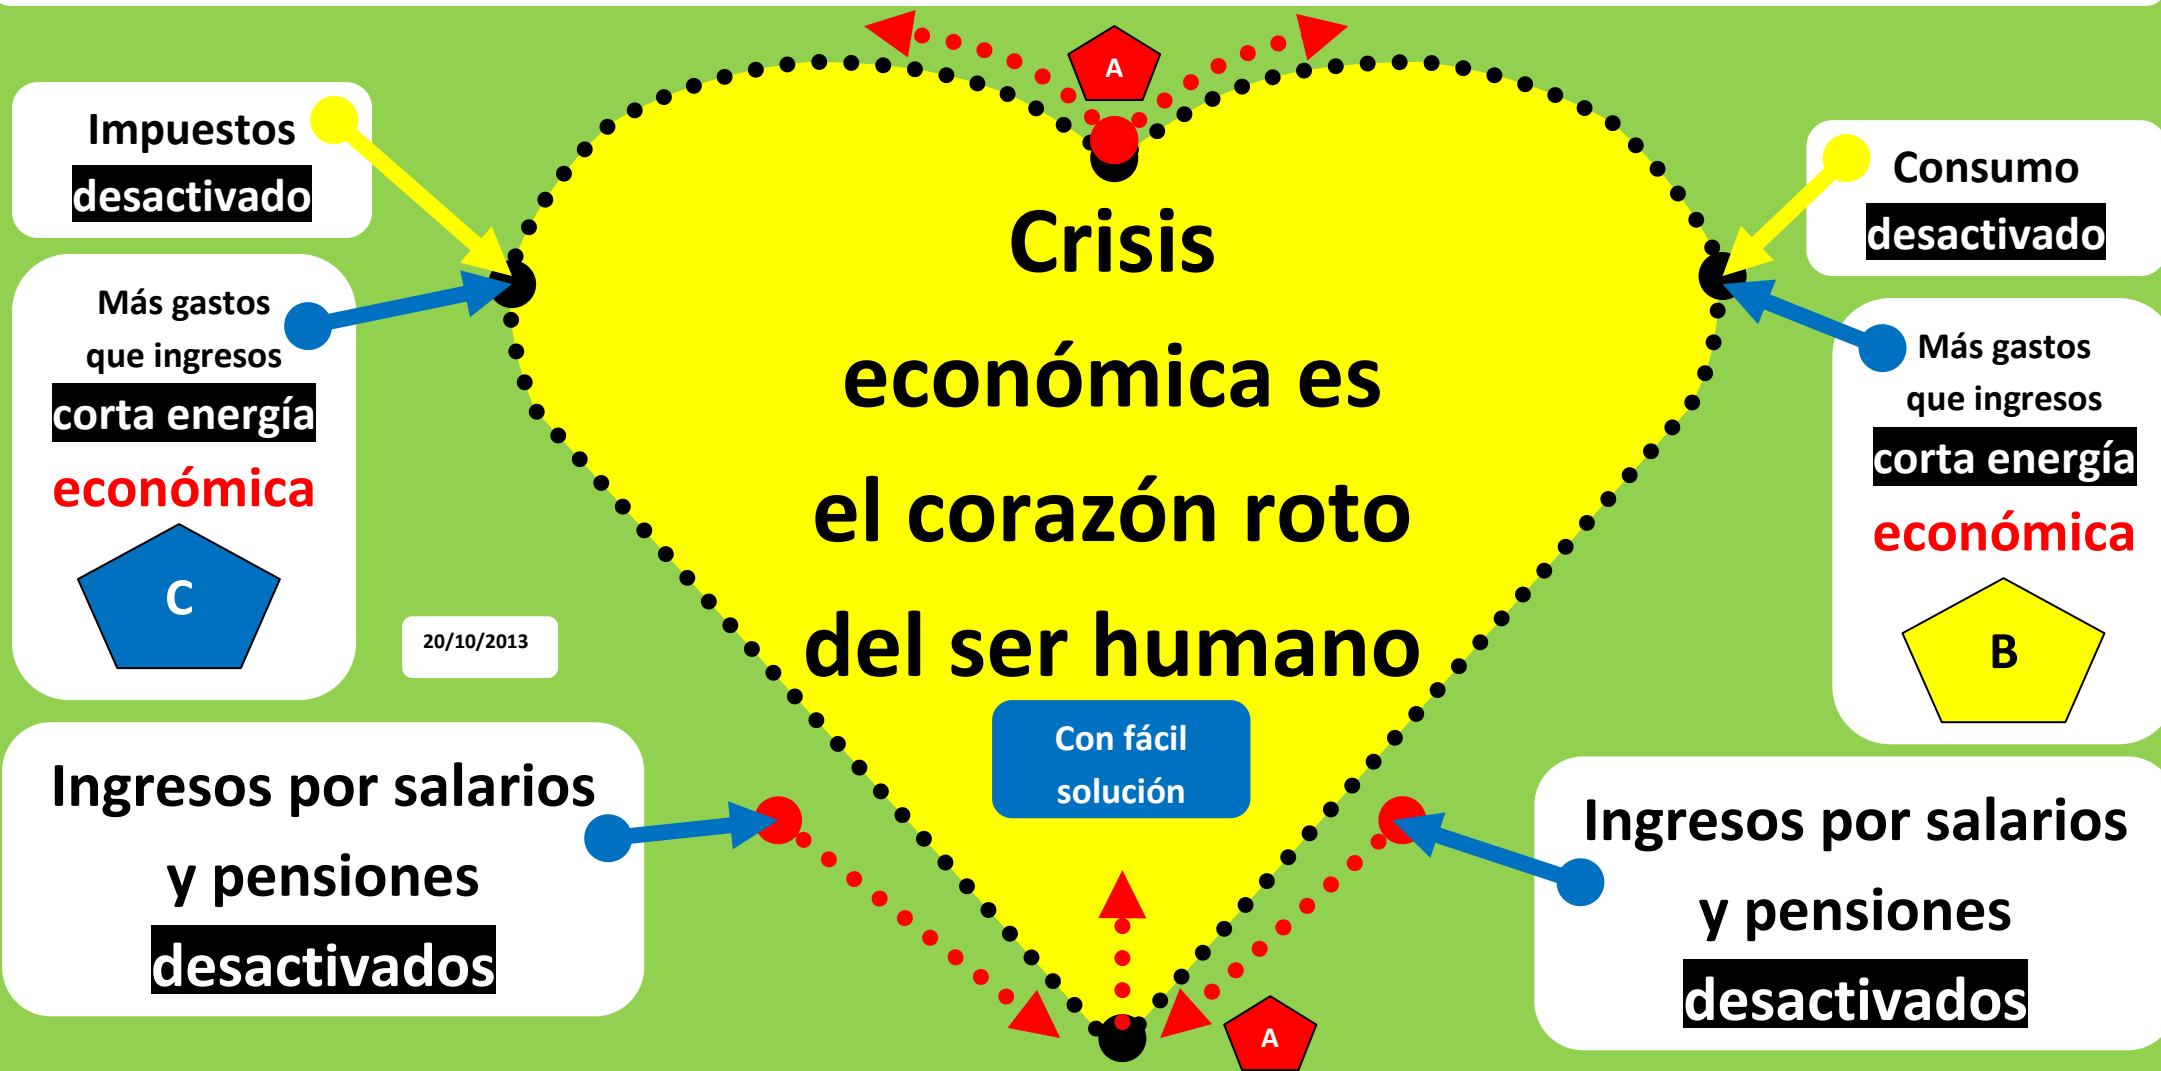 A
Impuestos
desactivado
Más gastos
que ingresos
corta energía
económica
C
20/10/2013
Crisis
económica es
el corazón roto
del ser humano
Con fácil
solución
Consumo
desactivado
Más gastos
que ingresos
corta energía
económica
B
Ingresos por salarios
y pensiones
desactivados
Ingresos por salarios
y pensiones
desactivados
A